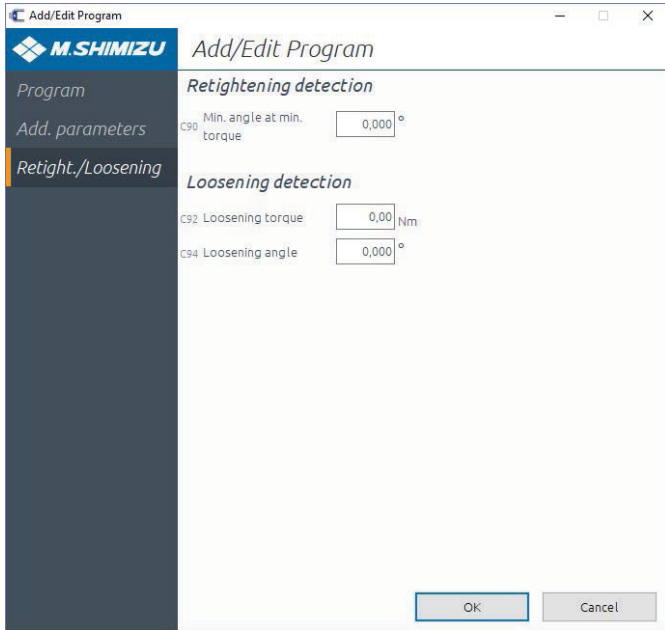 Add/Edit Program
M.SHIMIZU
Add/Edit Program
Program
Add. parameters
Retight./Loosening
Retightening detection
C90 Min. angle at min.
torque
0,000 °
Loosening detection
C92 Loosening torque 0,00 Nm
C94 Loosening angle 0,000 °
OK Cancel